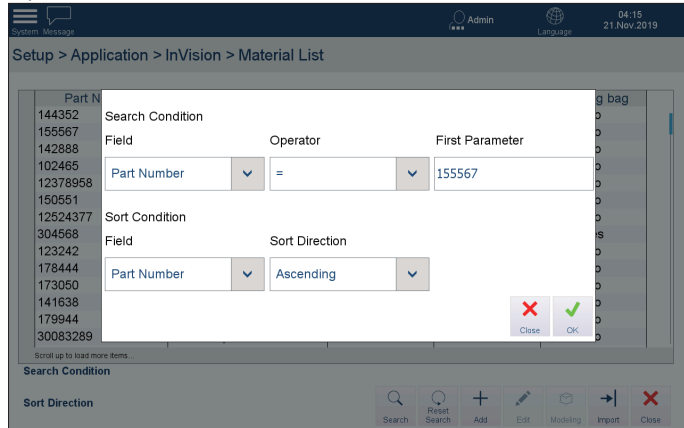 System Message Admin Language 04:15
21.Nov.2019
Setup > Application > InVision > Material List
Part N g bag
144352 o
155567 o
142888 o
102465 o
12378958 o
150551 o
12524377 o
304568 es
123242 o
178444 o
173050 o
141638 o
179944 o
30083289 o
Search Condition
Field Operator First Parameter
Part Number = 155567
Sort Condition
Field Sort Direction
Part Number Ascending
Close OK
Scroll up to load more items...
Search Condition
Sort Direction
Search Reset Search Add Edit Modeling Import Close